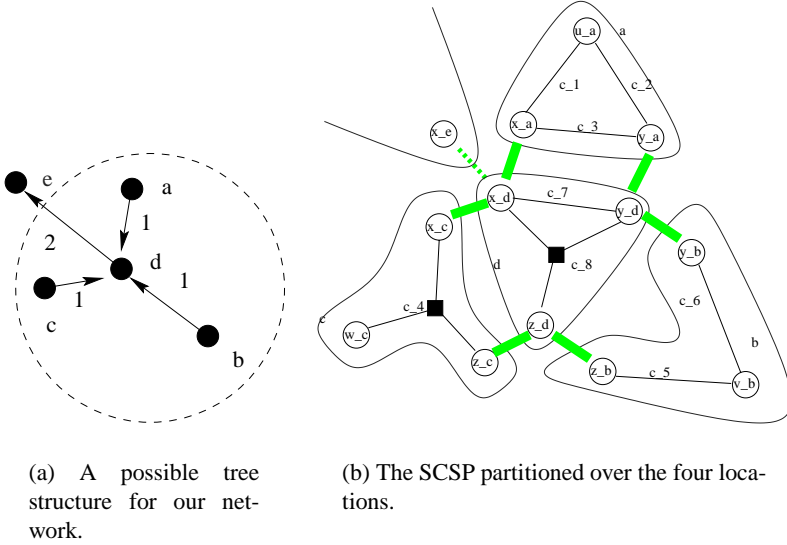 u_a
a
c_1
c_2
x_a
c_3
y_a
x_e
e
a
1
2
d
1
1
c
b
x_d
c_7
y_d
x_c
y_b
d
c_8
c_6
c
c_4
w_c
z_d
b
z_c
z_b
c_5
v_b
(a) A possible tree
structure for our net-
work.
(b) The SCSP partitioned over the four loca-
tions.